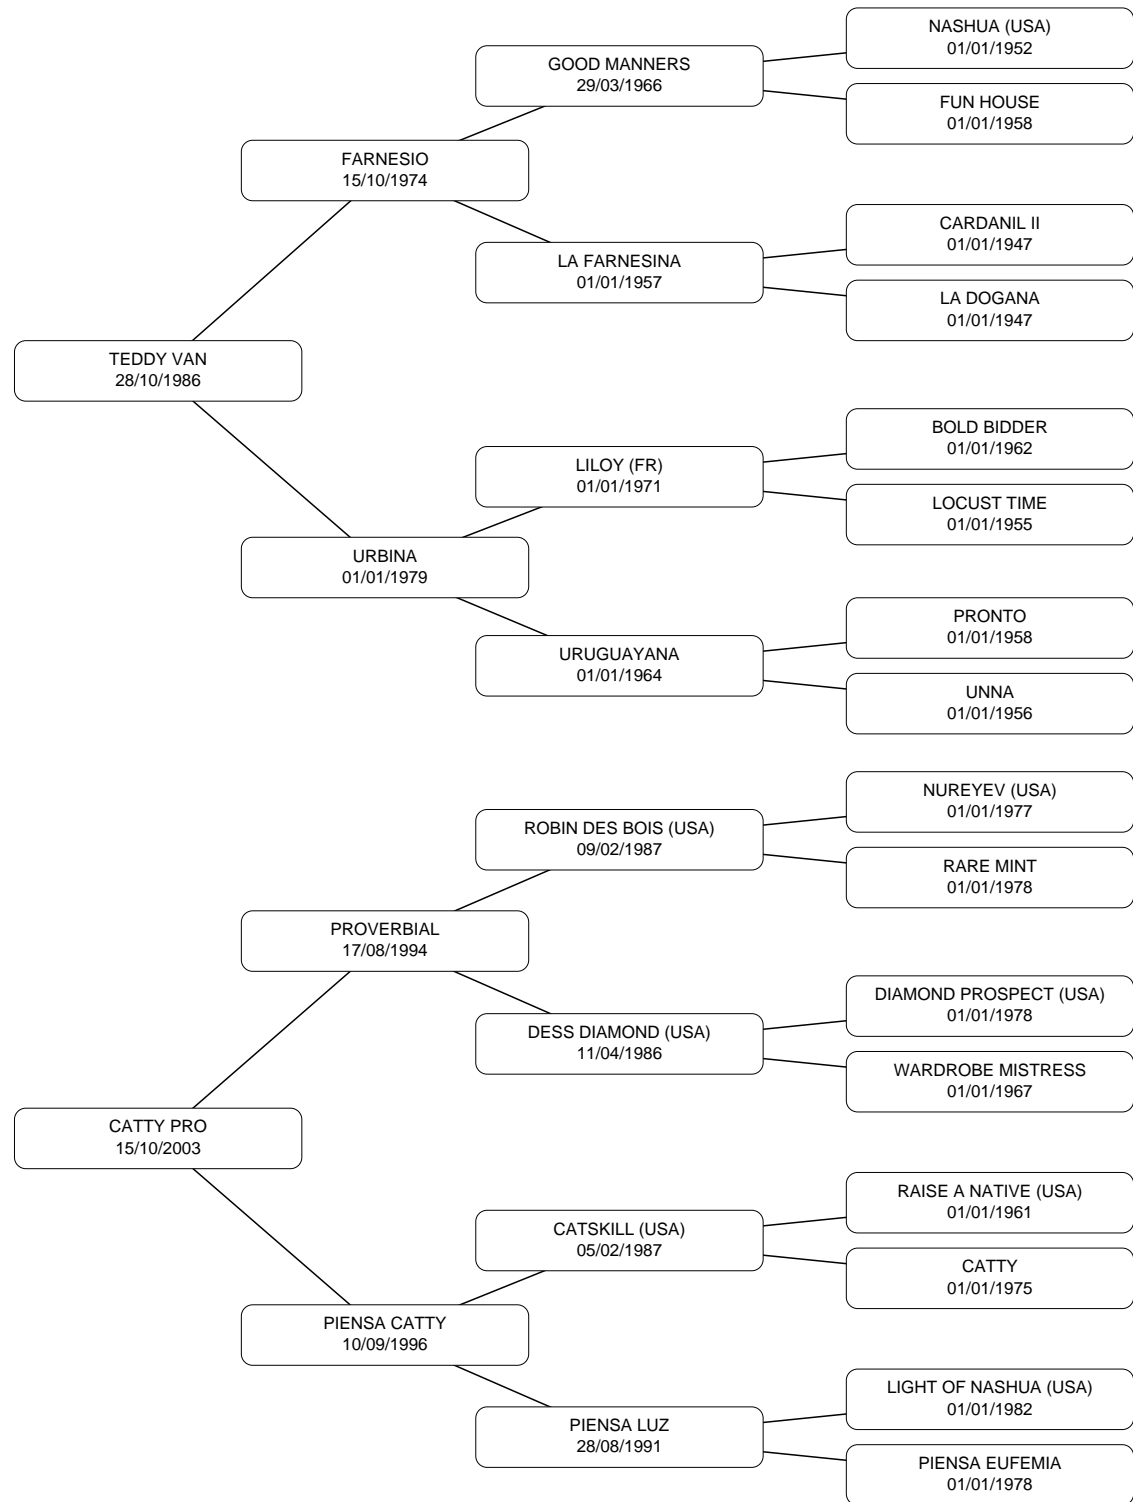 NASHUA (USA)
01/01/1952
GOOD MANNERS
29/03/1966
FUN HOUSE
01/01/1958
FARNESIO
15/10/1974
CARDANIL II
01/01/1947
LA FARNESINA
01/01/1957
LA DOGANA
01/01/1947
TEDDY VAN
28/10/1986
BOLD BIDDER
01/01/1962
LILOY (FR)
01/01/1971
LOCUST TIME
01/01/1955
URBINA
01/01/1979
PRONTO
01/01/1958
URUGUAYANA
01/01/1964
UNNA
01/01/1956
NUREYEV (USA)
01/01/1977
ROBIN DES BOIS (USA)
09/02/1987
RARE MINT
01/01/1978
PROVERBIAL
17/08/1994
DIAMOND PROSPECT (USA)
01/01/1978
DESS DIAMOND (USA)
11/04/1986
WARDROBE MISTRESS
01/01/1967
CATTY PRO
15/10/2003
RAISE A NATIVE (USA)
01/01/1961
CATSKILL (USA)
05/02/1987
CATTY
01/01/1975
PIENSA CATTY
10/09/1996
LIGHT OF NASHUA (USA)
01/01/1982
PIENSA LUZ
28/08/1991
PIENSA EUFEMIA
01/01/1978